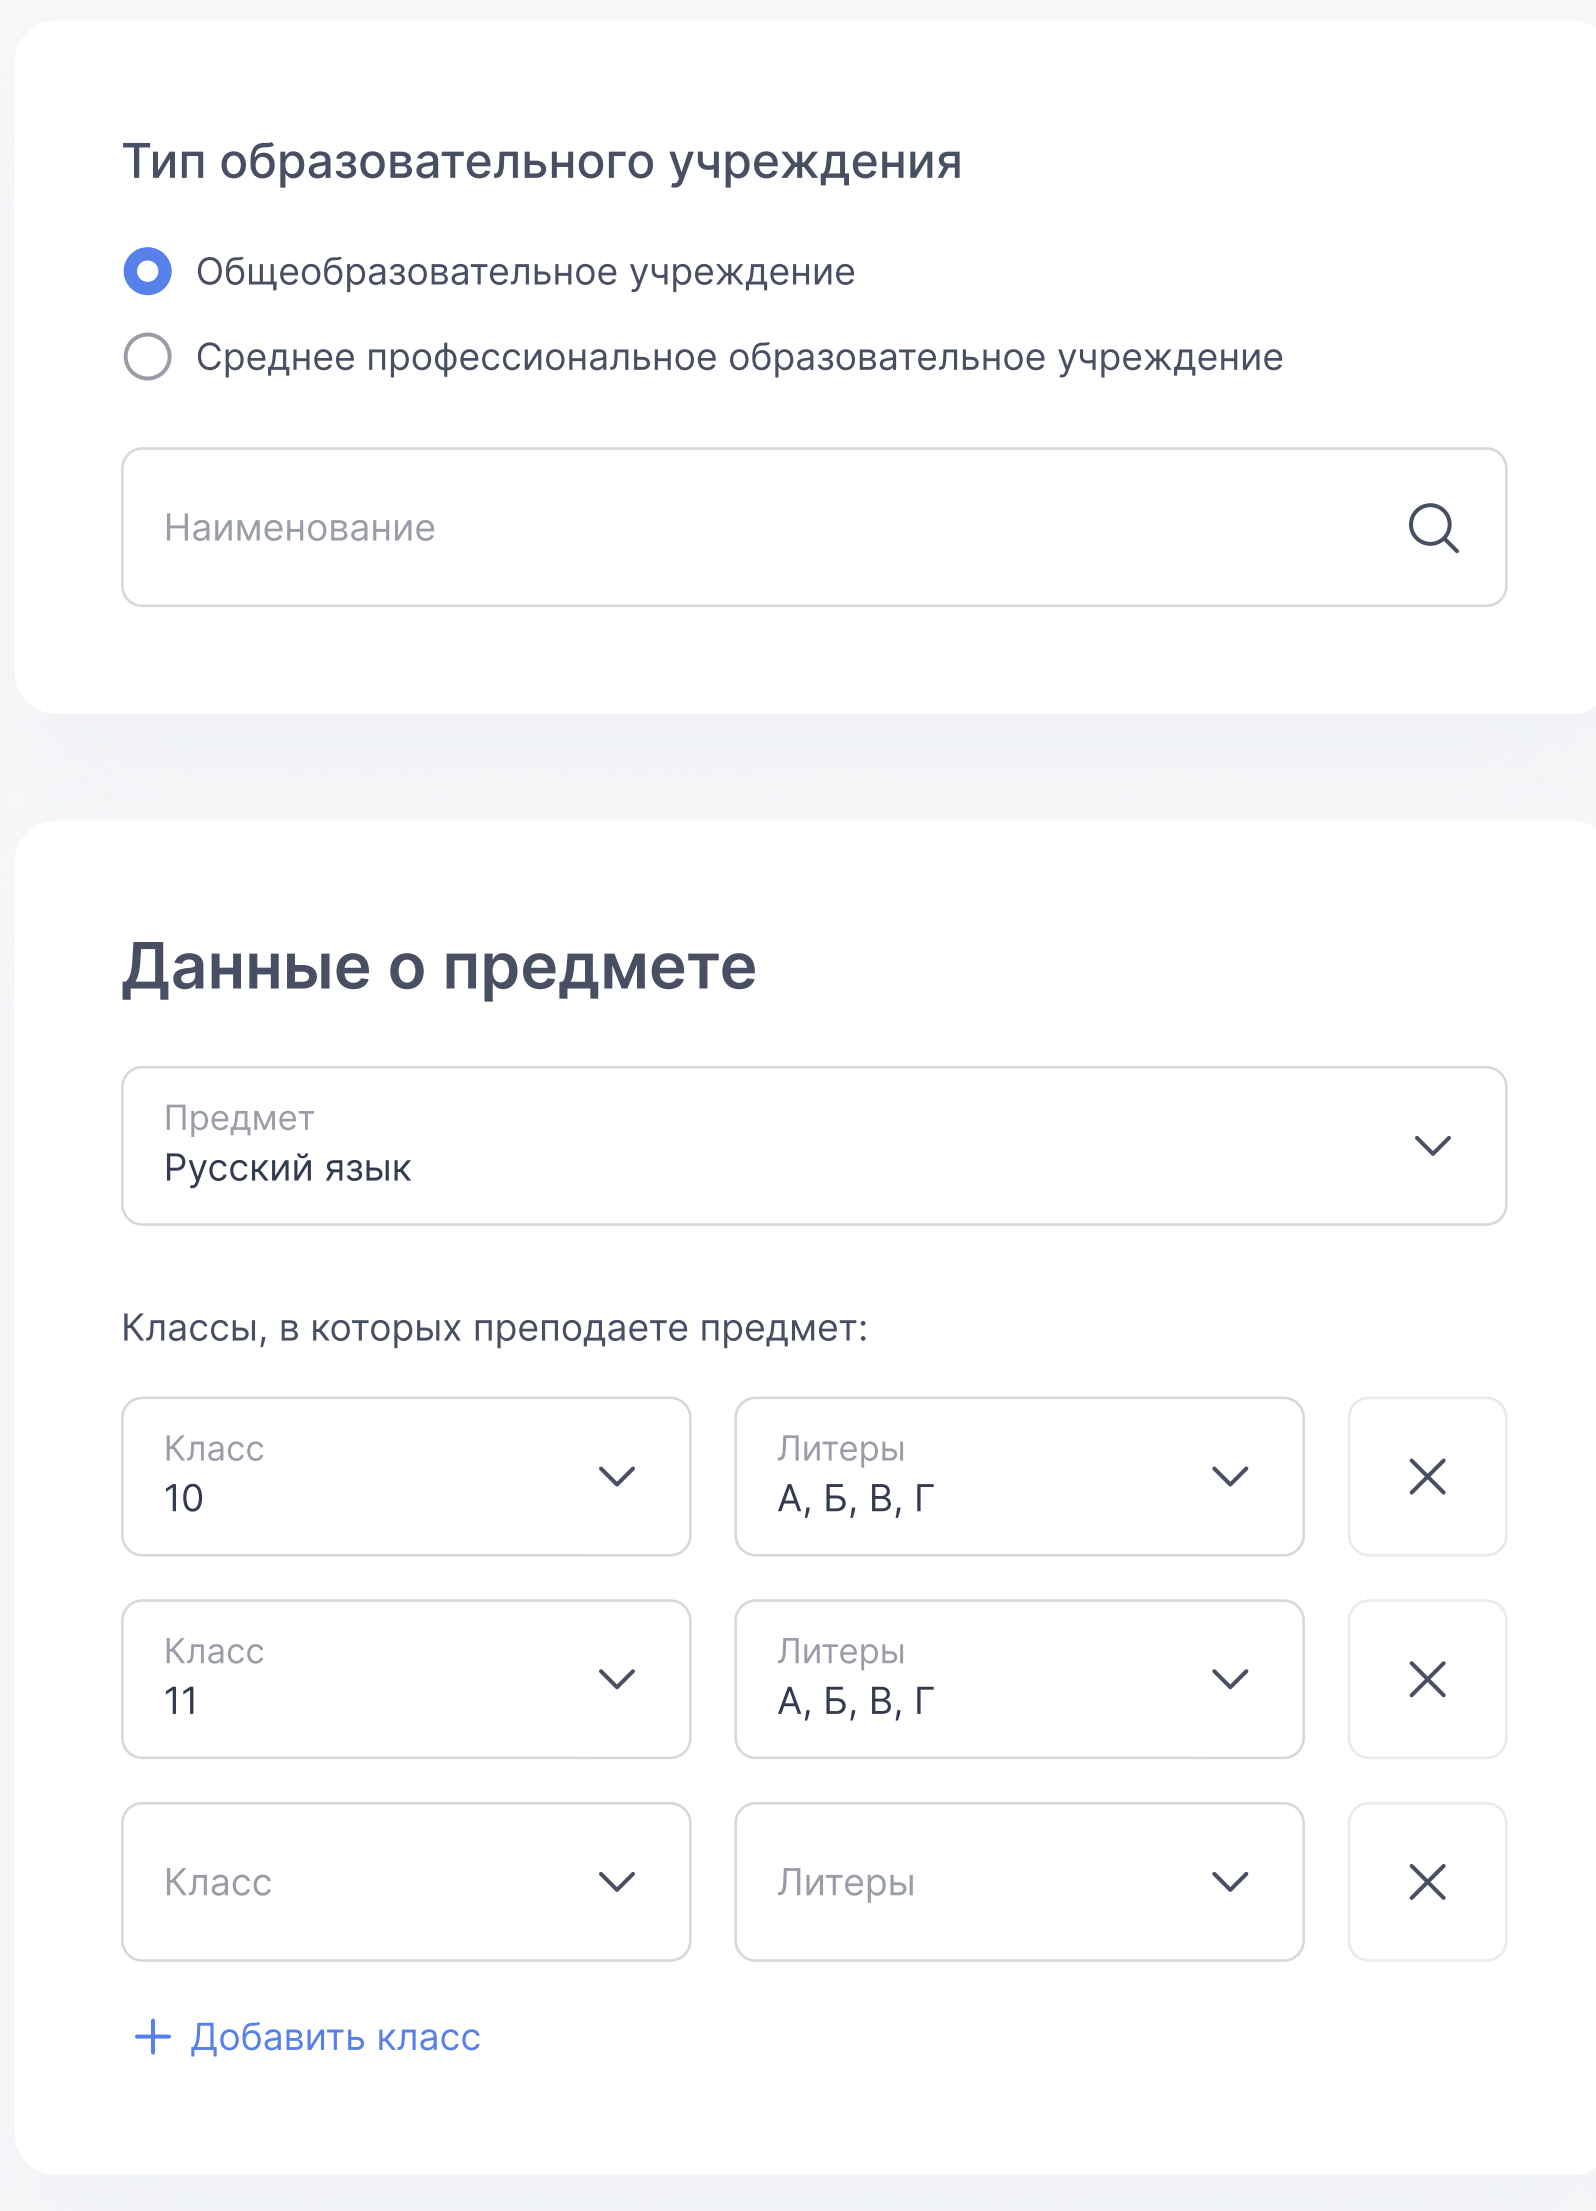 Тип образовательного учреждения
Общеобразовательное учреждение
Среднее профессиональное образовательное учреждение
Наименование
Данные о предмете
Предмет
Русский язык
Классы, в которых преподаете предмет:
Класс
10
Литеры
А, Б, В, Г
Класс
11
Литеры
А, Б, В, Г
Класс
Литеры
Добавить класс